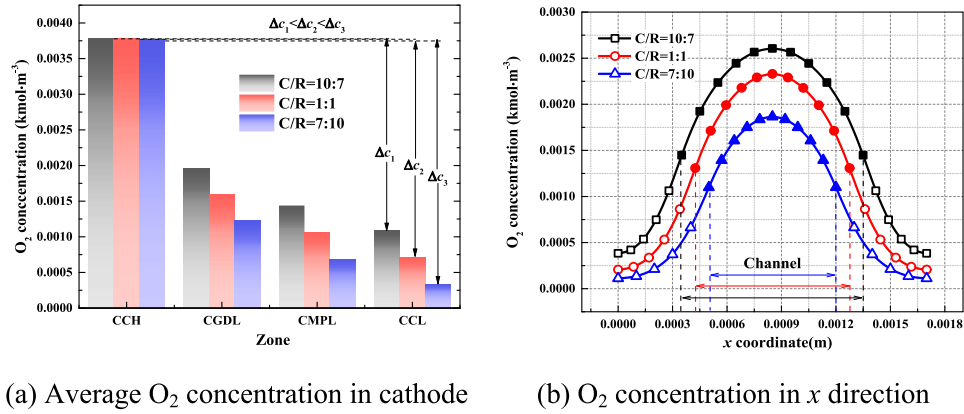 0.0040
0.0035
0.0030
0.0025
0.0020
0.0015
0.0010
0.0005
0.0000
O₂ conccentration (kmol·m⁻³)
Δc₁<Δc₂<Δc₃
C/R=10:7
C/R=1:1
C/R=7:10
Δc₁
Δc₂
Δc₃
CCH CGDL CMPL CCL
Zone
(a) Average O₂ concentration in cathode
0.0030
0.0025
0.0020
0.0015
0.0010
0.0005
0.0000
O₂ conccentration (kmol·m⁻³)
C/R=10:7
C/R=1:1
C/R=7:10
Channel
0.0000 0.0003 0.0006 0.0009 0.0012 0.0015 0.0018
x coordinate(m)
(b) O₂ concentration in x direction